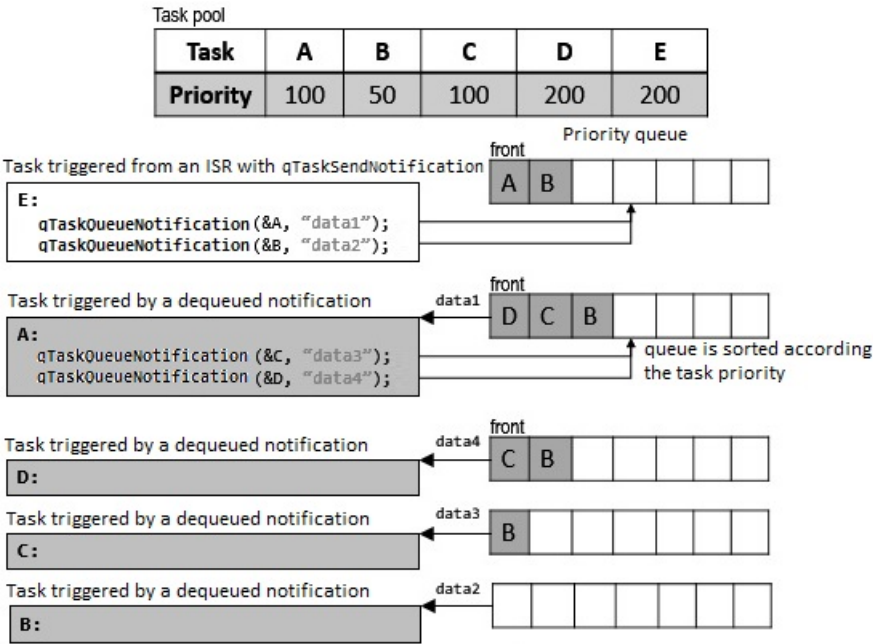 Task pool
Task A B C D E
Priority 100 50 100 200 200
Priority queue
front
Task triggered from an ISR with qTaskSendNotification
A B
E:
qTaskQueueNotification(&A, "data1");
qTaskQueueNotification(&B, "data2");
front
Task triggered by a dequeued notification
data1
D C B
A:
qTaskQueueNotification (&C, "data3");
qTaskQueueNotification (&D, "data4");
queue is sorted according
the task priority
front
Task triggered by a dequeued notification
data4
C B
D:
Task triggered by a dequeued notification
data3
B
C:
Task triggered by a dequeued notification
data2
B: